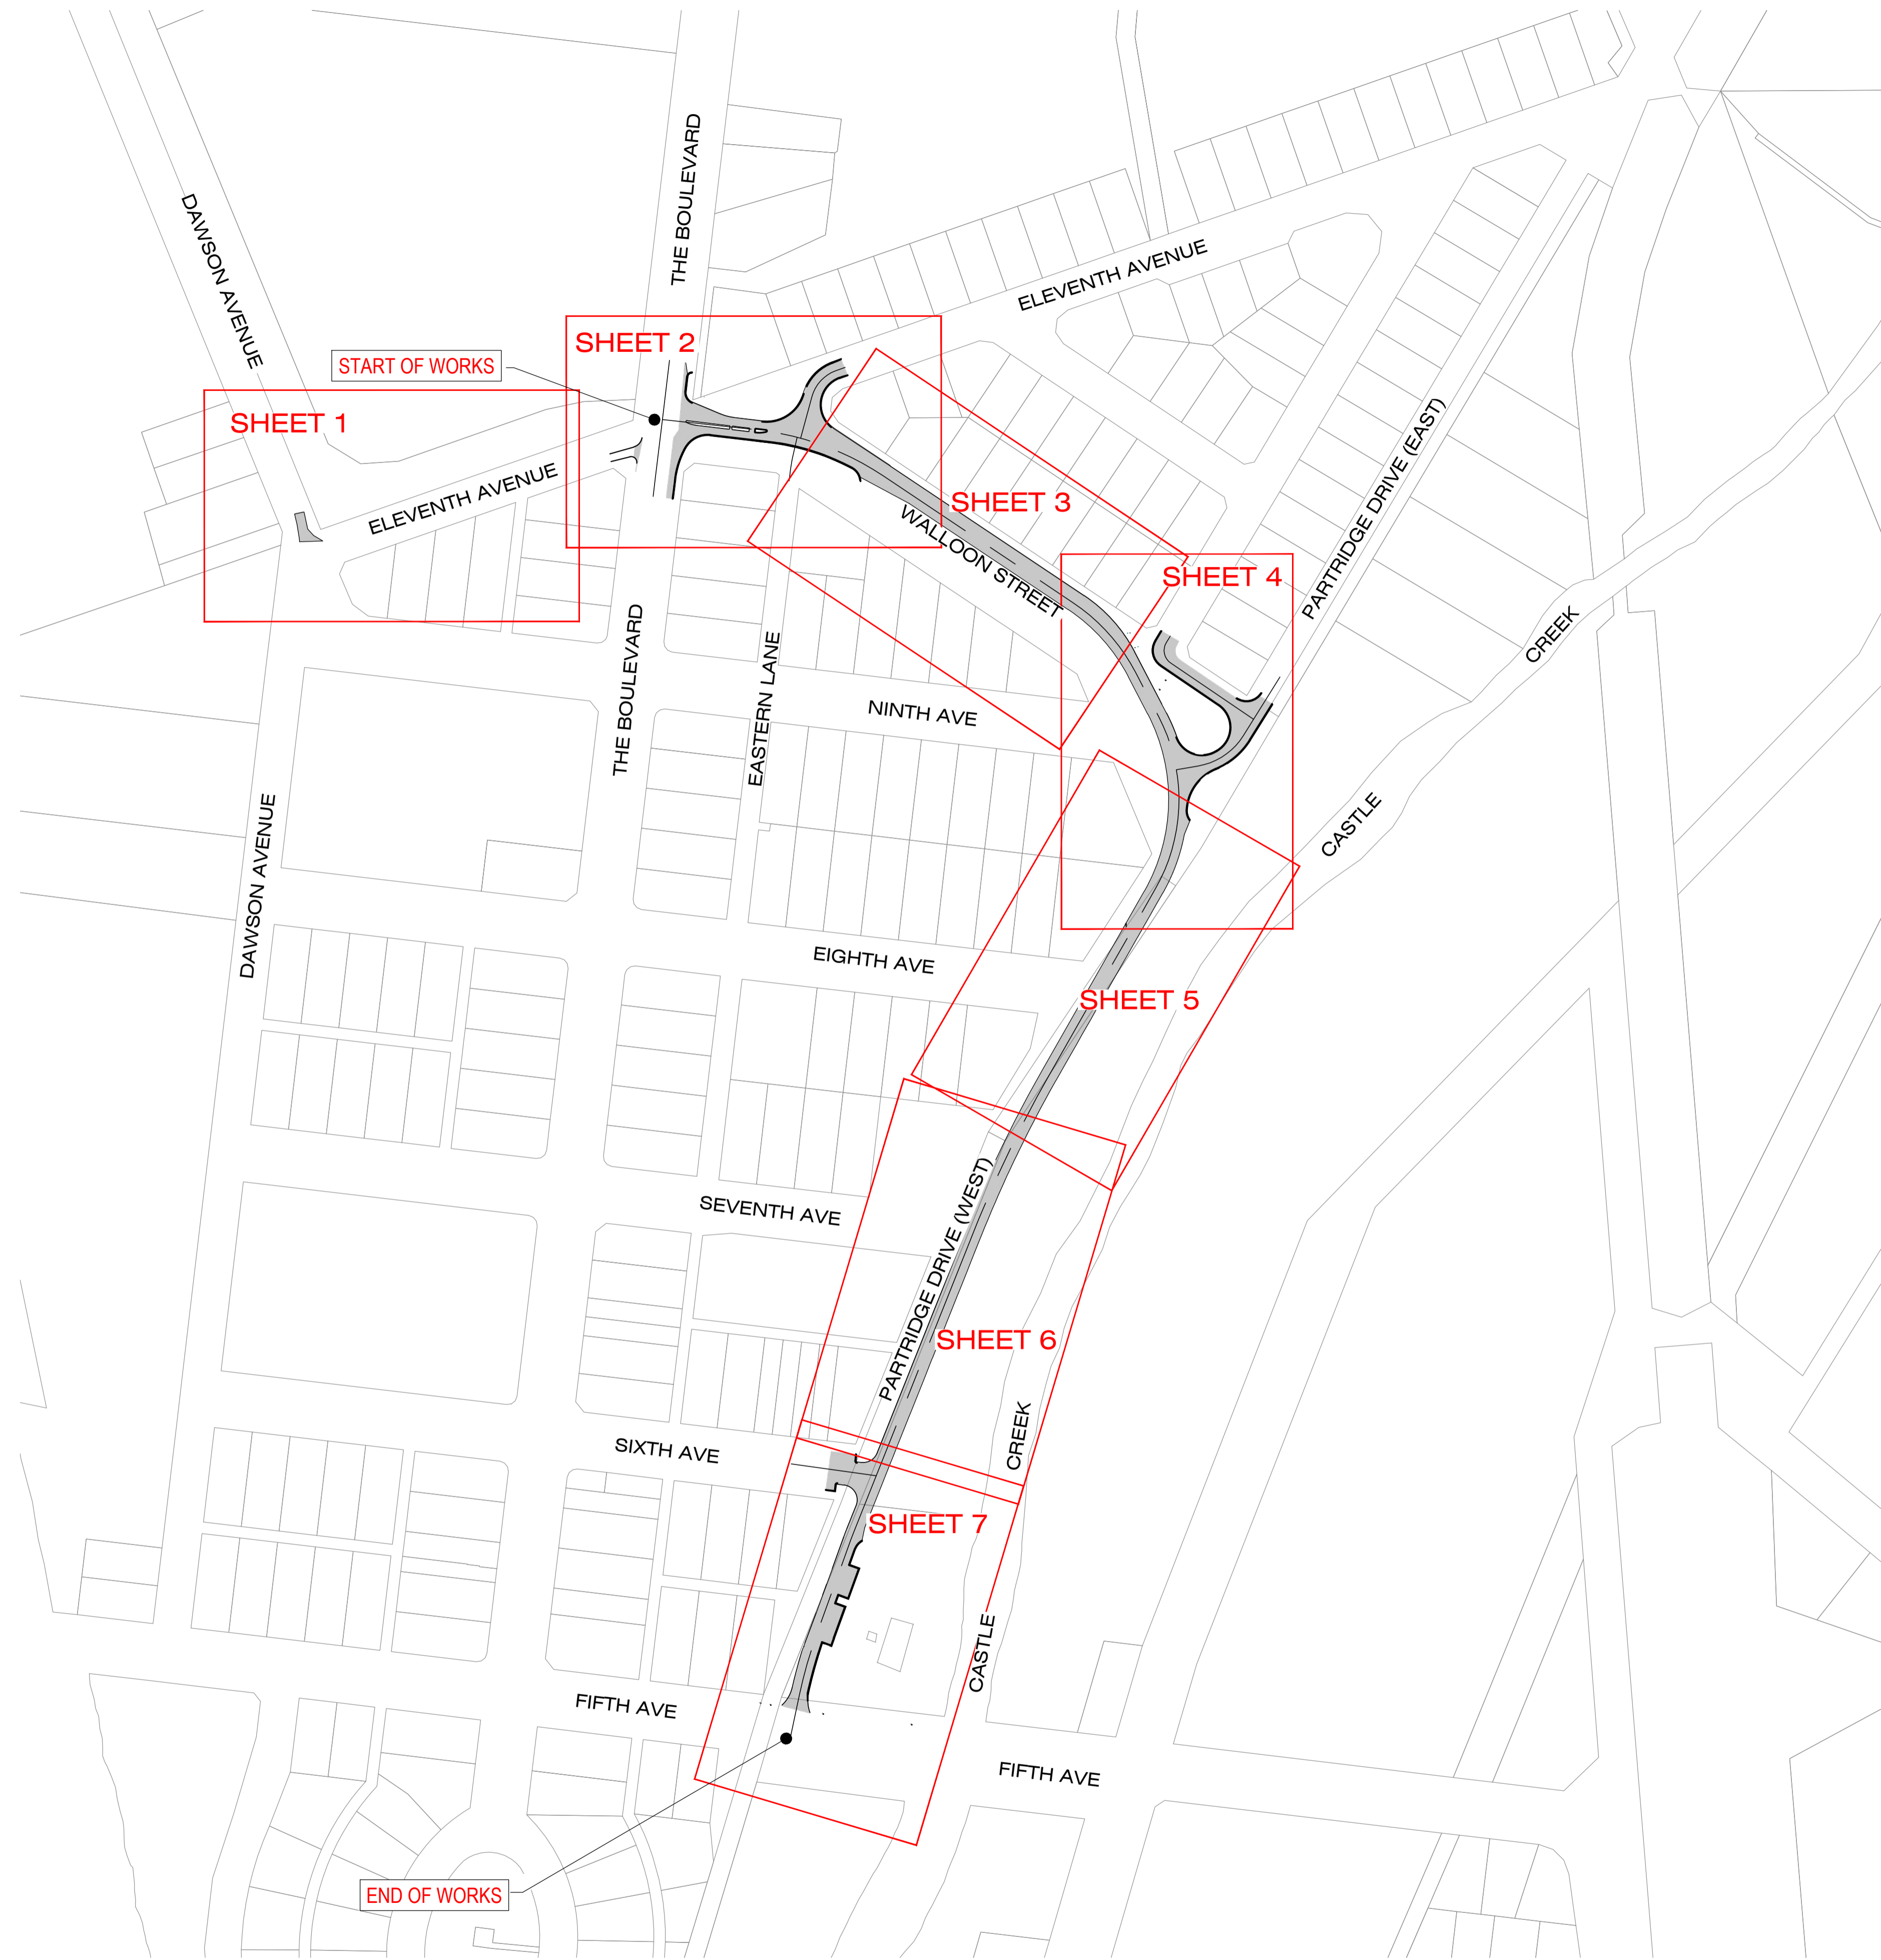 THE BOULEVARD
DAWSON AVENUE
ELEVENTH AVENUE
SHEET 2
START OF WORKS
SHEET 1
PARTRIDGE DRIVE (EAST)
ELEVENTH AVENUE
SHEET 3
WALLOON STREET
SHEET 4
CREEK
THE BOULEVARD
EASTERN LANE
NINTH AVE
CASTLE
DAWSON AVENUE
EIGHTH AVE
SHEET 5
SEVENTH AVE
PARTRIDGE DRIVE (WEST)
SHEET 6
CREEK
SIXTH AVE
SHEET 7
CASTLE
FIFTH AVE
FIFTH AVE
END OF WORKS